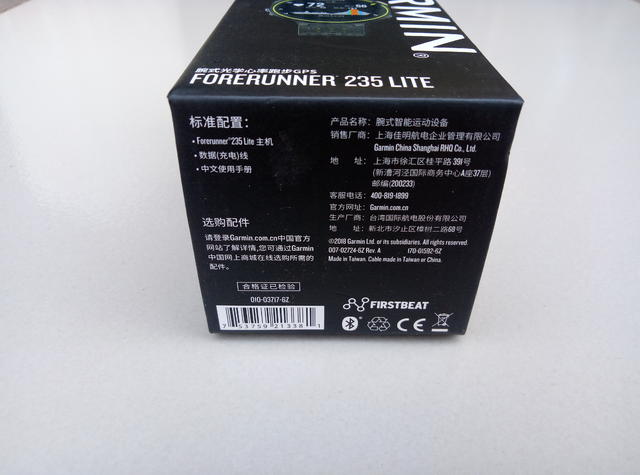 72
GARMIN®
腕式光学心率跑步GPS
FORERUNNER® 235 LITE
标准配置：
• Forerunner® 235 Lite 主机
• 数据(充电)线
• 中文使用手册
选购配件
请登录Garmin.com.cn中国官方
网站了解详情,您可通过Garmin
中国网上商城在线选购所需的
配件。
合格证已检验
010-03717-6Z
7 53759 21338 1
产品名称：腕式智能运动设备
销售厂商：上海佳明航电企业管理有限公司
Garmin China Shanghai RHQ Co., Ltd.
地 址：上海市徐汇区桂平路 391号
(新漕河泾国际商务中心A座37层)
邮编(200233)
客服电话：400-819-1899
官方网址：Garmin.com.cn
生产厂商：台湾国际航电股份有限公司
地 址：新北市汐止区樟树二路68号
©2018 Garmin Ltd. or its subsidiaries. All rights reserved.
007-02724-6Z Rev. A 170-01592-6Z
Made in Taiwan. Cable made in Taiwan or China.
FIRSTBEAT
CE